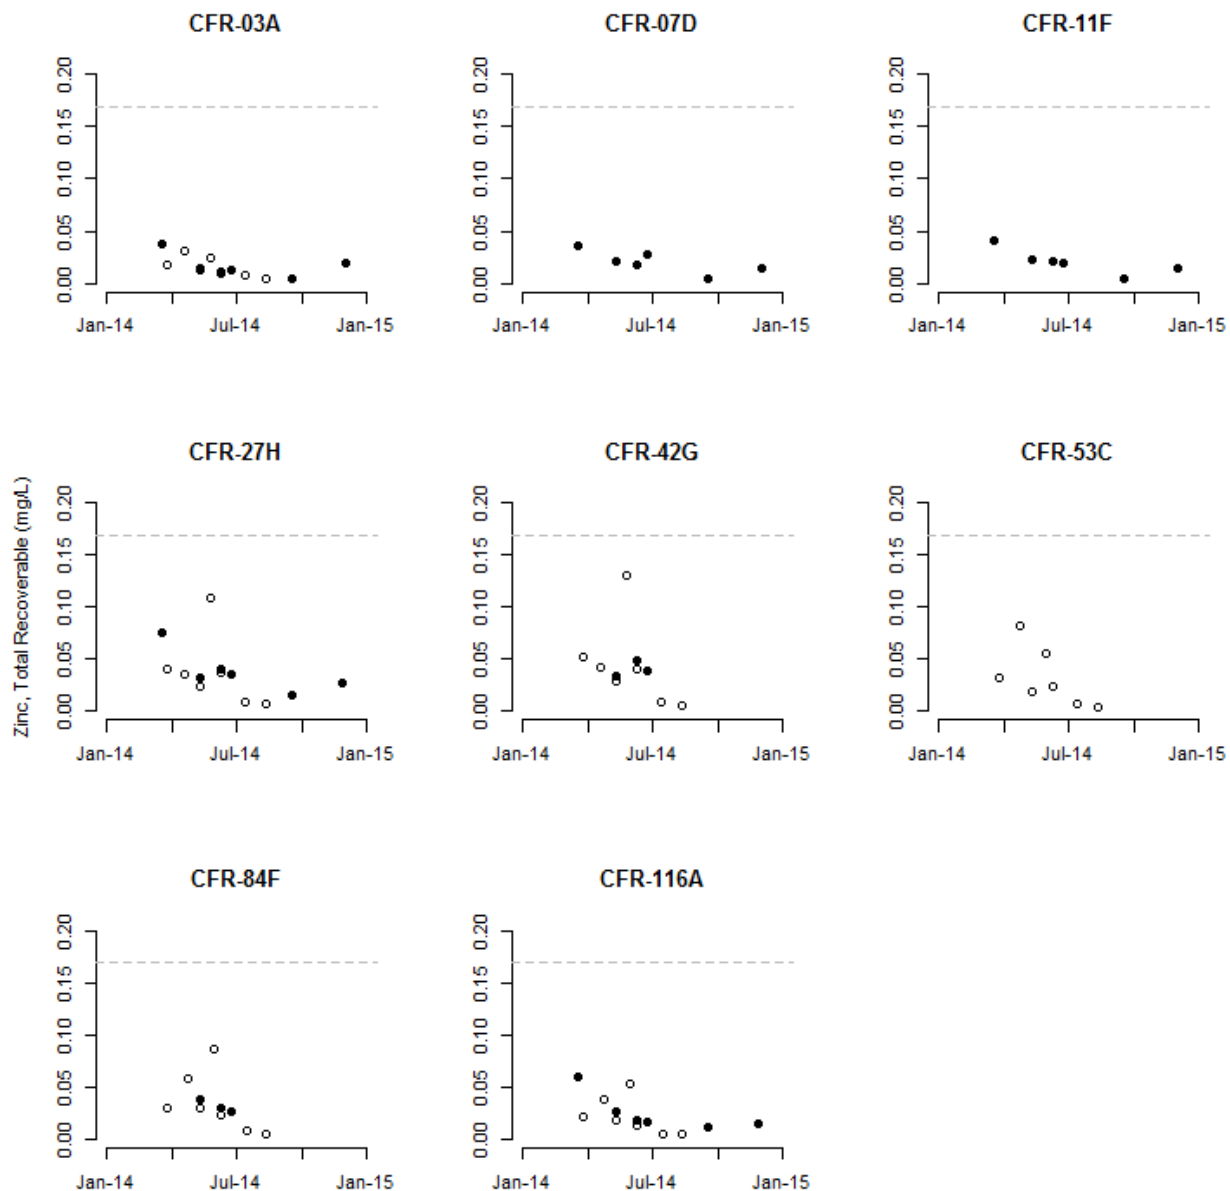 CFR-03A CFR-07D CFR-11F
0.20 0.20 0.20
0.15 0.15 0.15
0.10 0.10 0.10
0.05 0.05 0.05
0.00 0.00 0.00
Jan-14 Jul-14 Jan-15 Jan-14 Jul-14 Jan-15 Jan-14 Jul-14 Jan-15
Zinc, Total Recoverable (mg/L)
CFR-27H CFR-42G CFR-53C
0.20 0.20 0.20
0.15 0.15 0.15
0.10 0.10 0.10
0.05 0.05 0.05
0.00 0.00 0.00
Jan-14 Jul-14 Jan-15 Jan-14 Jul-14 Jan-15 Jan-14 Jul-14 Jan-15
CFR-84F CFR-116A
0.20 0.20
0.15 0.15
0.10 0.10
0.05 0.05
0.00 0.00
Jan-14 Jul-14 Jan-15 Jan-14 Jul-14 Jan-15